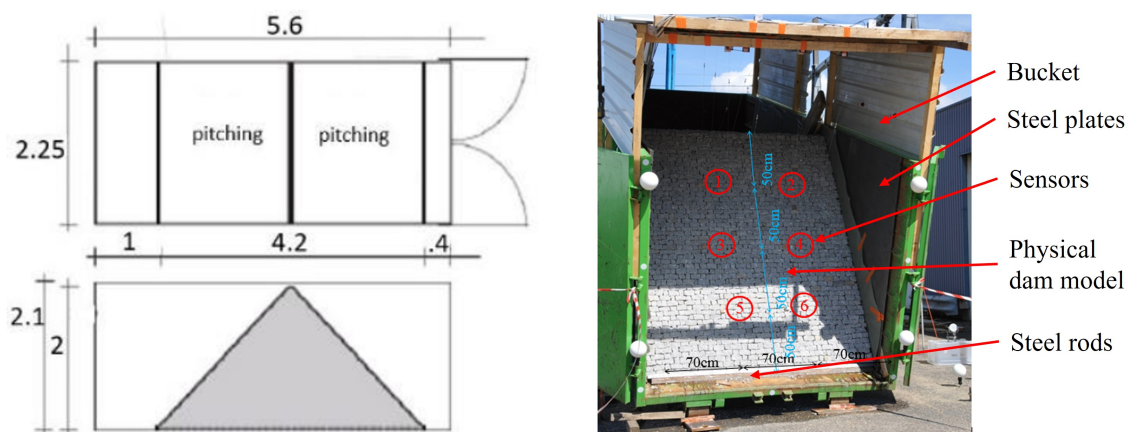 5.6
2.25
pitching
pitching
1
4.2
.4
2.1
2
1
2
3
4
5
6
50cm
50cm
50cm
50cm
70cm
70cm
70cm
Bucket
Steel plates
Sensors
Physical
dam model
Steel rods